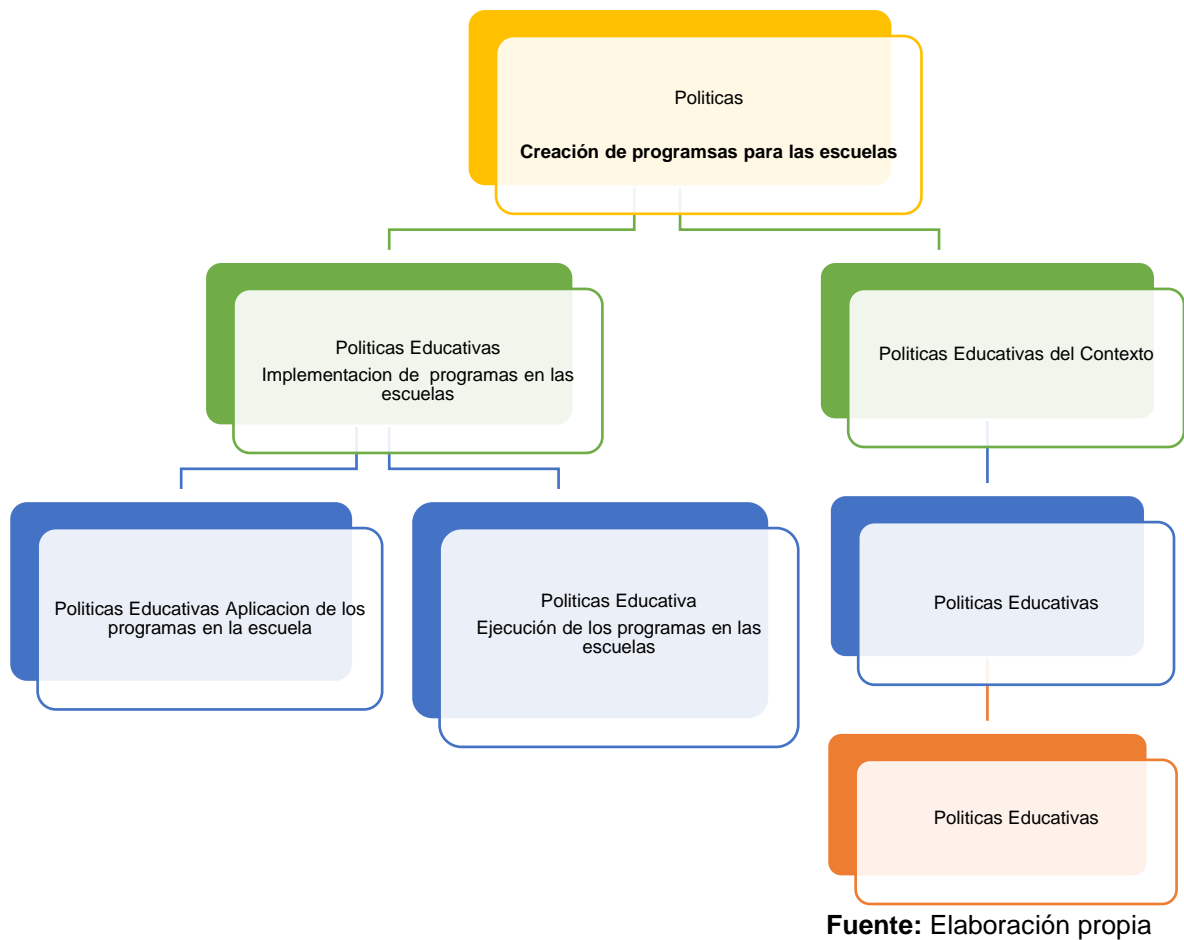 Politicas
Creación de programsas para las escuelas
Politicas Educativas
Implementacion de programas en las
escuelas
Politicas Educativas del Contexto
Politicas Educativas Aplicacion de los
programas en la escuela
Politicas Educativa
Ejecución de los programas en las
escuelas
Politicas Educativas
Politicas Educativas
Fuente: Elaboración propia